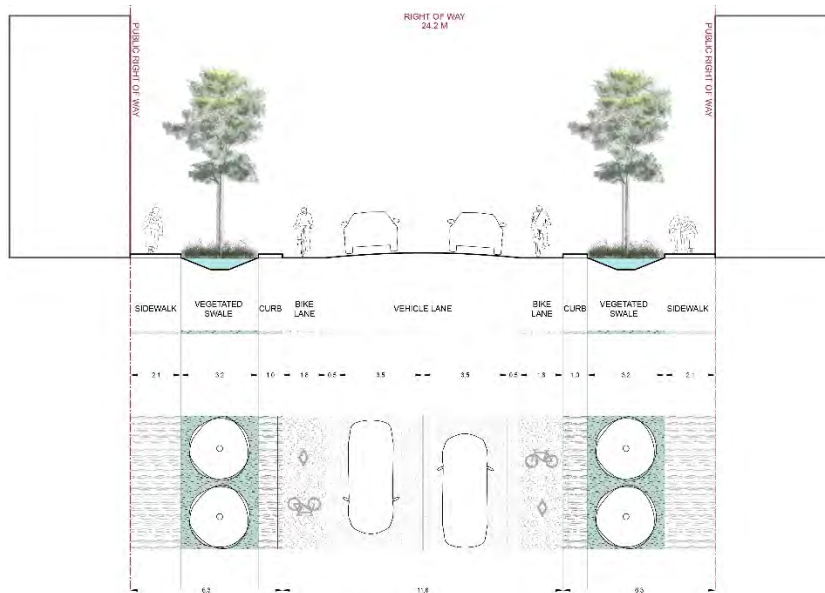 RIGHT OF WAY
24.2 M
PUBLIC RIGHT OF WAY
PUBLIC RIGHT OF WAY
SIDEWALK
VEGETATED
SWALE
CURB
BIKE
LANE
VEHICLE LANE
BIKE
LANE
CURB
VEGETATED
SWALE
SIDEWALK
2.1
3.2
1.0
1.8
0.5
3.5
3.5
0.5
1.8
1.0
3.2
2.1
6.3
11.6
6.3